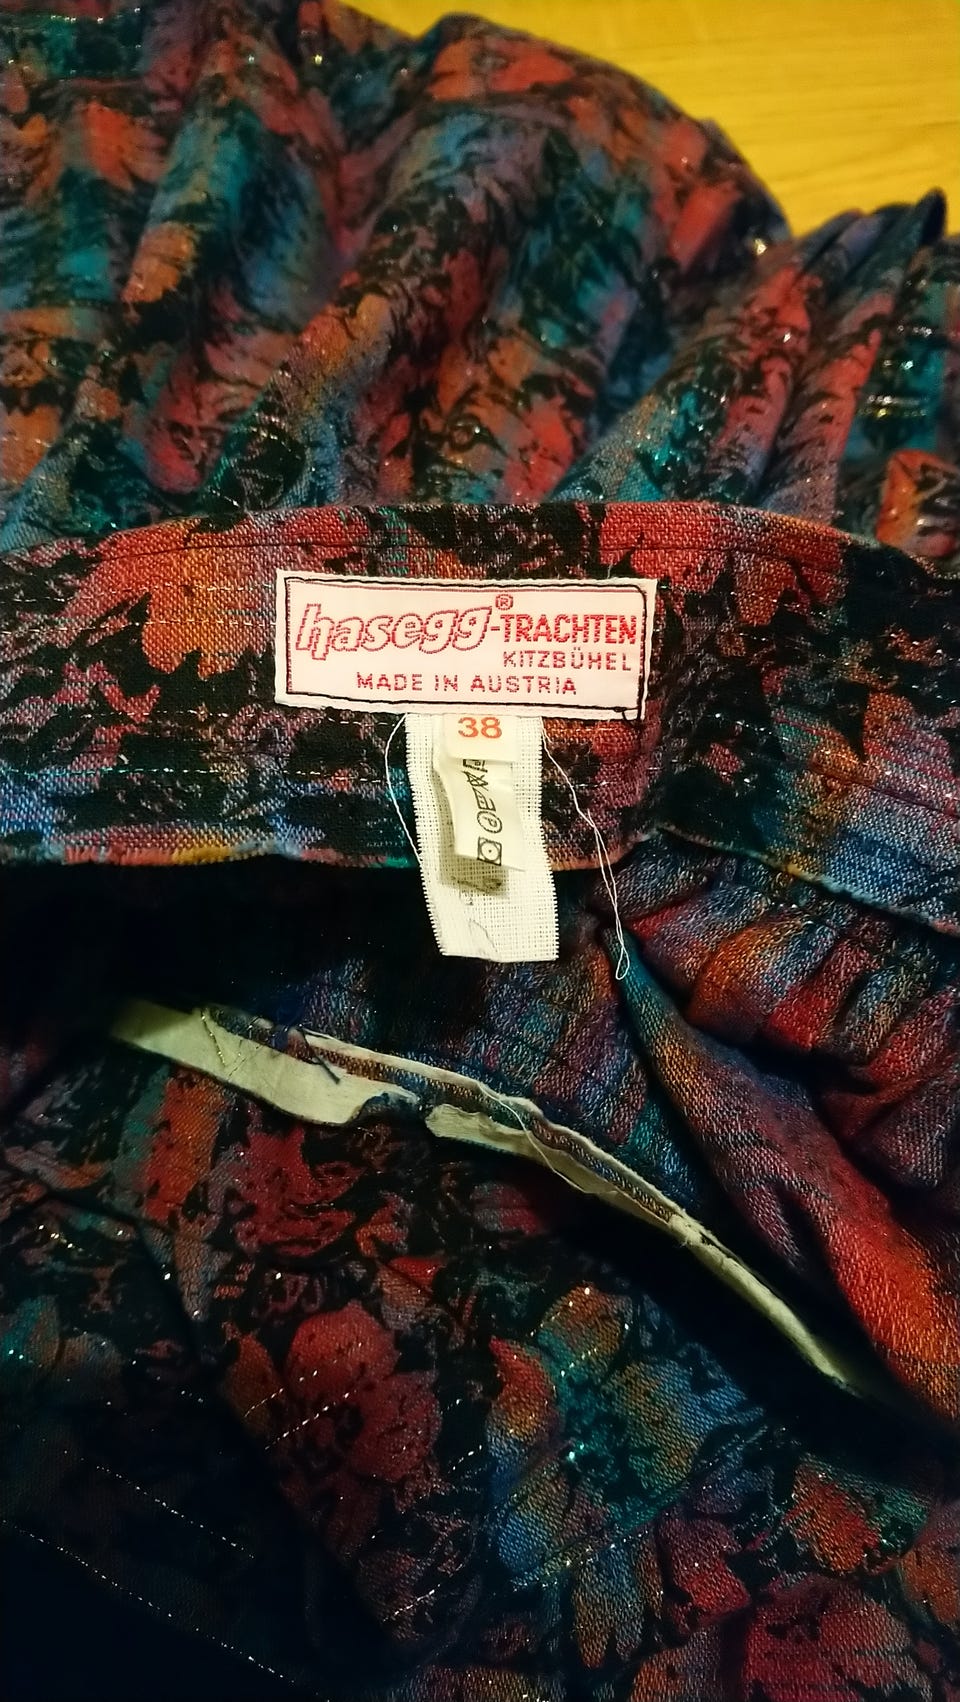 hasegg®-TRACHTEN
KITZBÜHEL
MADE IN AUSTRIA
38